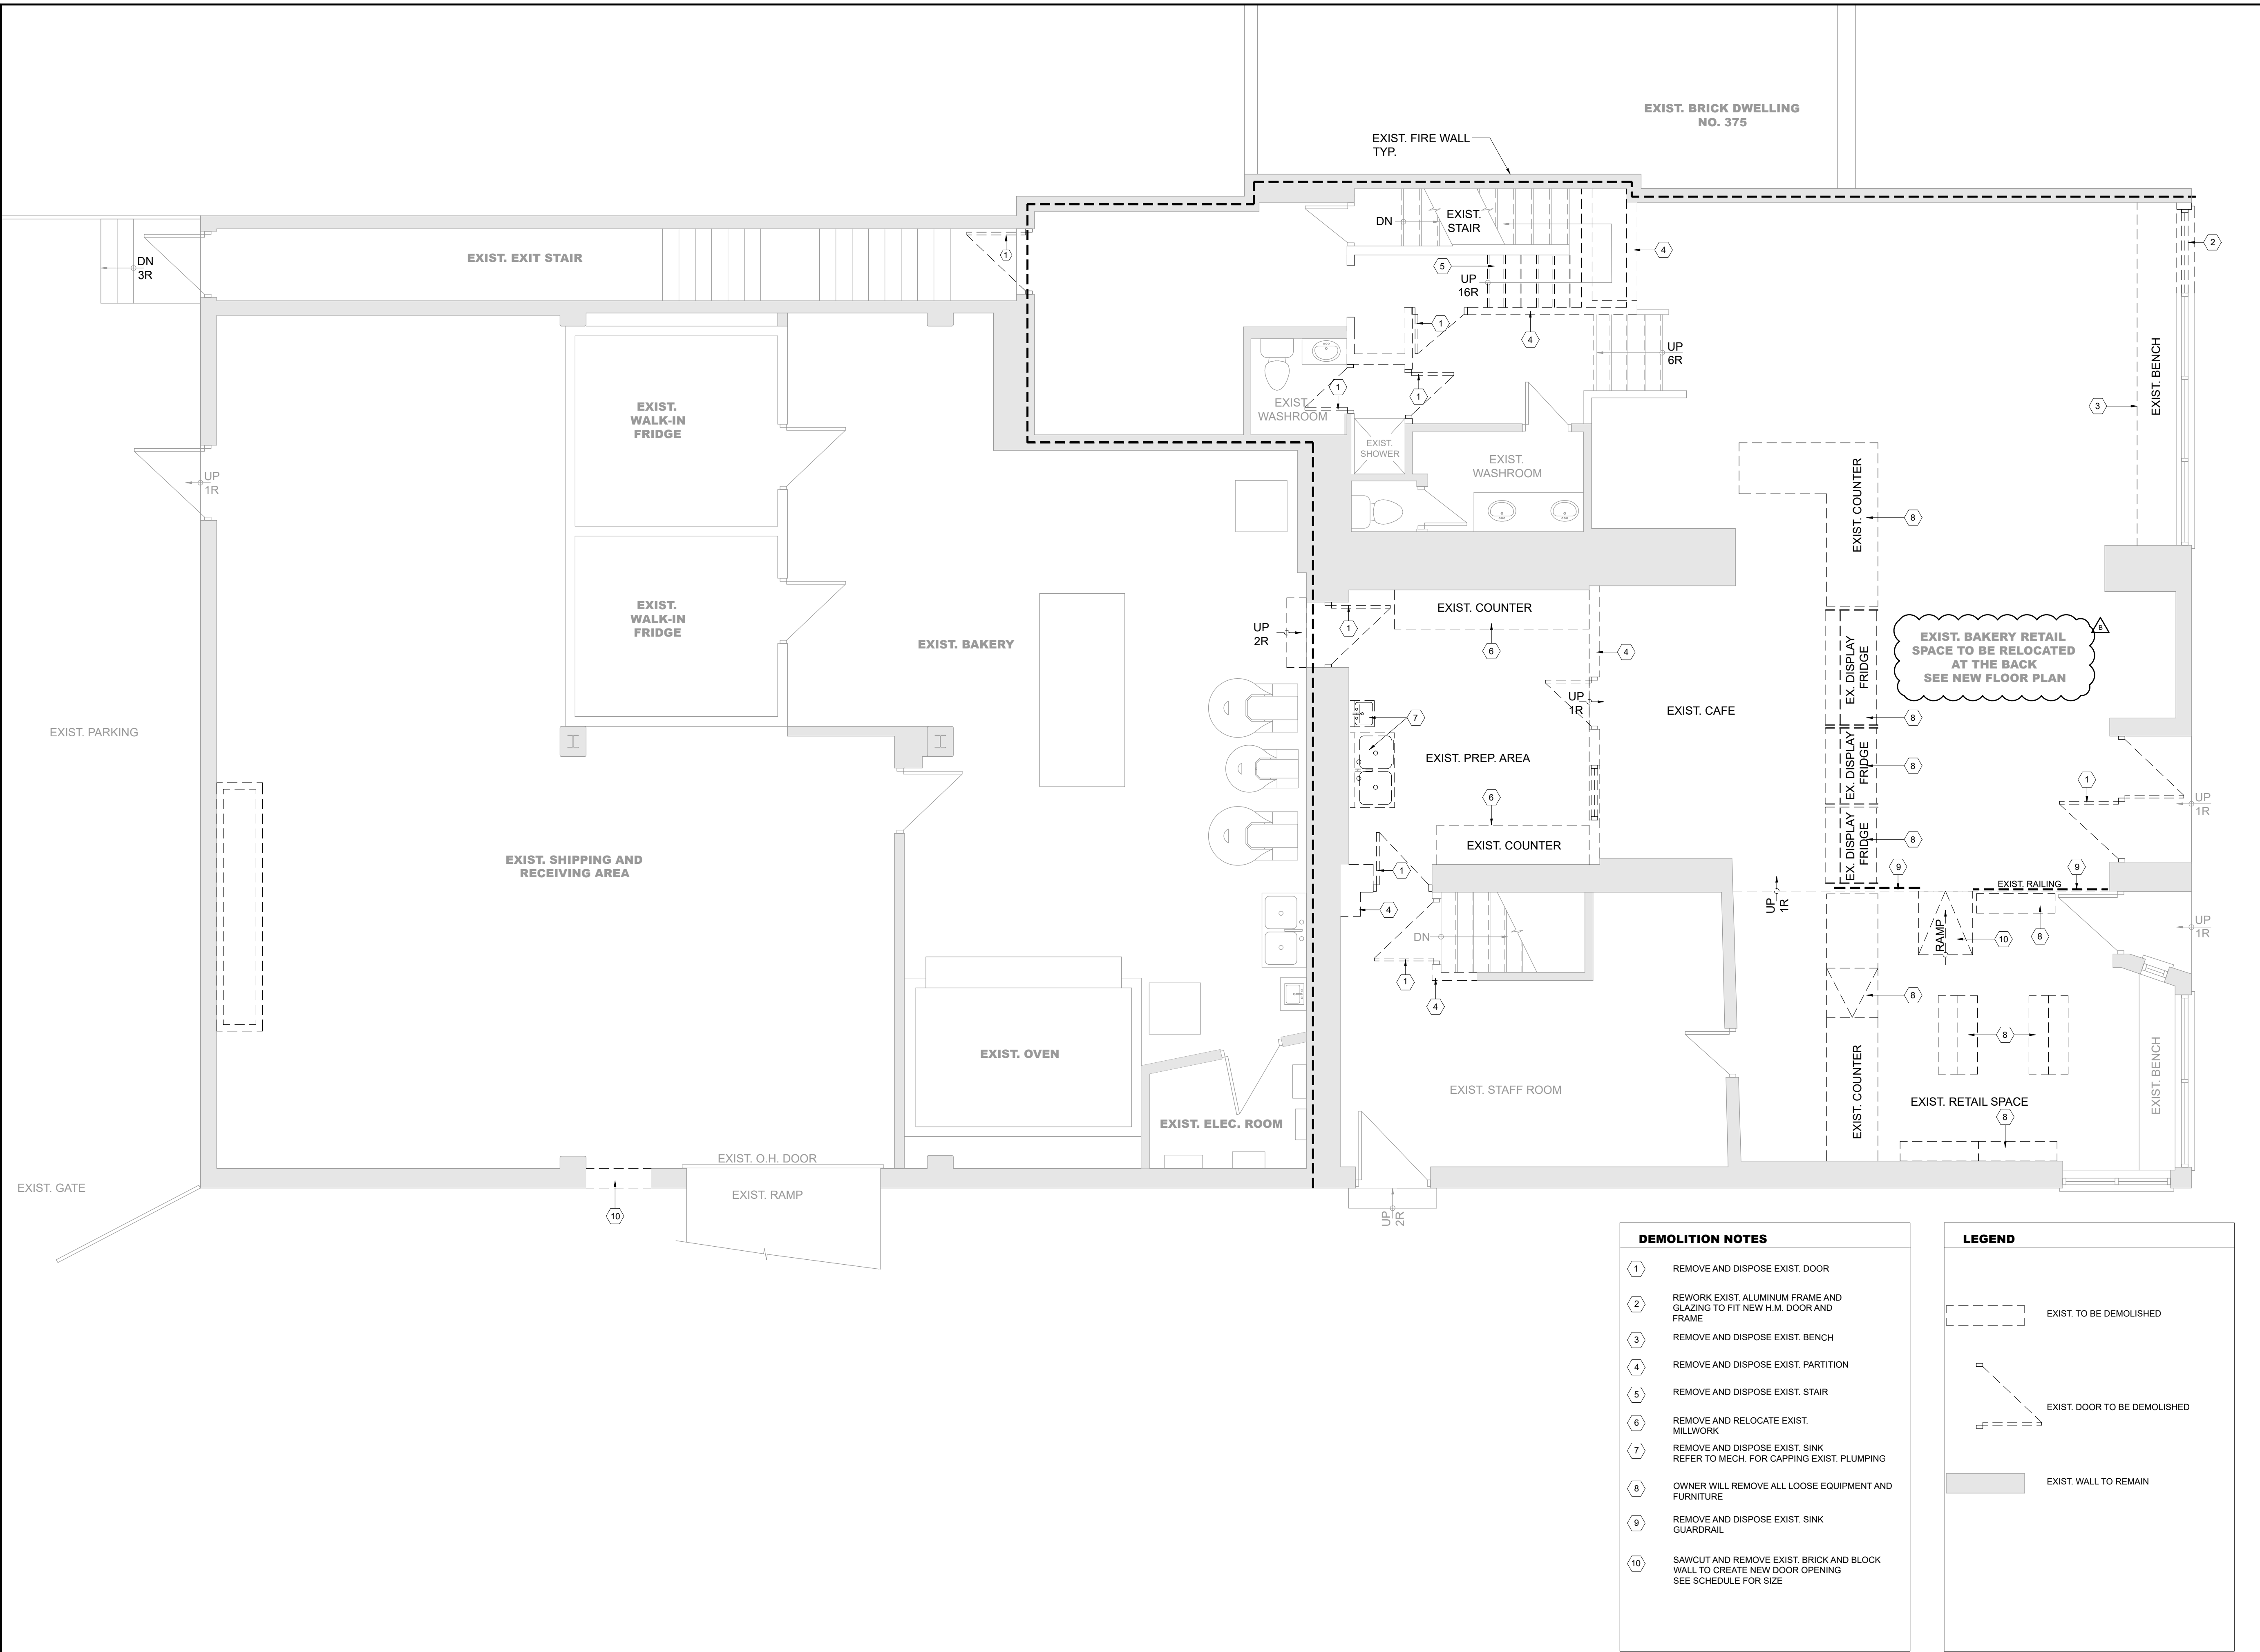 EXIST. BRICK DWELLING
NO. 375
EXIST. FIRE WALL
TYP.
DN
3R
EXIST. EXIT STAIR
1
DN
EXIST.
STAIR
5
UP
16R
4
2
1
4
UP
6R
EXIST. BENCH
3
EXIST.
WALK-IN
FRIDGE
1
1
EXIST.
WASHROOM
EXIST.
SHOWER
EXIST.
WASHROOM
UP
1R
EXIST. COUNTER
8
EXIST.
WALK-IN
FRIDGE
EXIST. BAKERY
UP
2R
1
EXIST. COUNTER
6
4
EX. DISPLAY
FRIDGE
8
EXIST. BAKERY RETAIL
SPACE TO BE RELOCATED
AT THE BACK
SEE NEW FLOOR PLAN
B
EXIST. PARKING
7
UP
1R
EXIST. CAFE
EXIST. PREP. AREA
EX. DISPLAY
FRIDGE
8
1
UP
1R
6
EXIST. COUNTER
EX. DISPLAY
FRIDGE
8
EXIST. SHIPPING AND
RECEIVING AREA
1
4
9
9
EXIST. RAILING
UP
1R
RAMP
10
8
UP
1R
DN
1
4
8
EXIST. OVEN
EXIST. STAFF ROOM
EXIST. COUNTER
8
EXIST. BENCH
EXIST. RETAIL SPACE
8
EXIST. ELEC. ROOM
EXIST. O.H. DOOR
EXIST. GATE
EXIST. RAMP
10
UP
2R
DEMOLITION NOTES
1 REMOVE AND DISPOSE EXIST. DOOR
2 REWORK EXIST. ALUMINUM FRAME AND
GLAZING TO FIT NEW H.M. DOOR AND
FRAME
3 REMOVE AND DISPOSE EXIST. BENCH
4 REMOVE AND DISPOSE EXIST. PARTITION
5 REMOVE AND DISPOSE EXIST. STAIR
6 REMOVE AND RELOCATE EXIST.
MILLWORK
7 REMOVE AND DISPOSE EXIST. SINK
REFER TO MECH. FOR CAPPING EXIST. PLUMPING
8 OWNER WILL REMOVE ALL LOOSE EQUIPMENT AND
FURNITURE
9 REMOVE AND DISPOSE EXIST. SINK
GUARDRAIL
10 SAWCUT AND REMOVE EXIST. BRICK AND BLOCK
WALL TO CREATE NEW DOOR OPENING
SEE SCHEDULE FOR SIZE
LEGEND
EXIST. TO BE DEMOLISHED
EXIST. DOOR TO BE DEMOLISHED
EXIST. WALL TO REMAIN